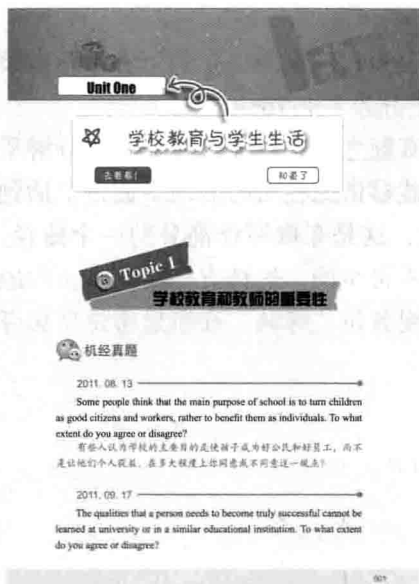 Unit One
学校教育与学生生活
去看看!
知道了
Topic 1
学校教育和教师的重要性
机经真题
2011. 08. 13
Some people think that the main purpose of school is to turn children
as good citizens and workers, rather to benefit them as individuals. To what
extent do you agree or disagree?
有些人认为学校的主要目的是使孩子成为好公民和好员工，而不
是让他们个人获益。在多大程度上你同意或不同意这一观点？
2011. 09. 17
The qualities that a person needs to become truly successful cannot be
learned at university or in a similar educational institution. To what extent
do you agree or disagree?
001